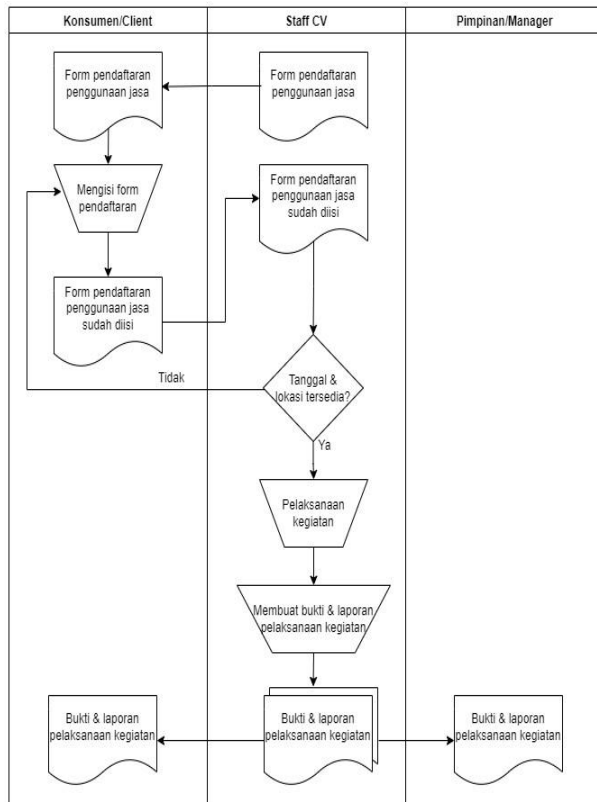 Konsumen/Client
Staff CV
Pimpinan/Manager
Form pendaftaran
penggunaan jasa
Form pendaftaran
penggunaan jasa
Mengisi form
pendaftaran
Form pendaftaran
penggunaan jasa
sudah diisi
Form pendaftaran
penggunaan jasa
sudah diisi
Tidak
Tanggal &
lokasi tersedia?
Ya
Pelaksanaan
kegiatan
Membuat bukti & laporan
pelaksanaan kegiatan
Bukti & laporan
pelaksanaan kegiatan
Bukti & laporan
pelaksanaan kegiatan
Bukti & laporan
pelaksanaan kegiatan